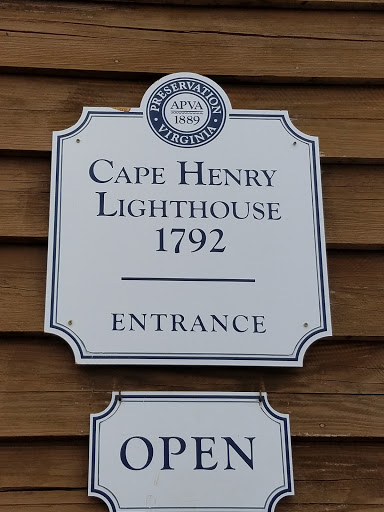 PRESERVATION
APVA
1889
VIRGINIA
CAPE HENRY
LIGHTHOUSE
1792
ENTRANCE
OPEN